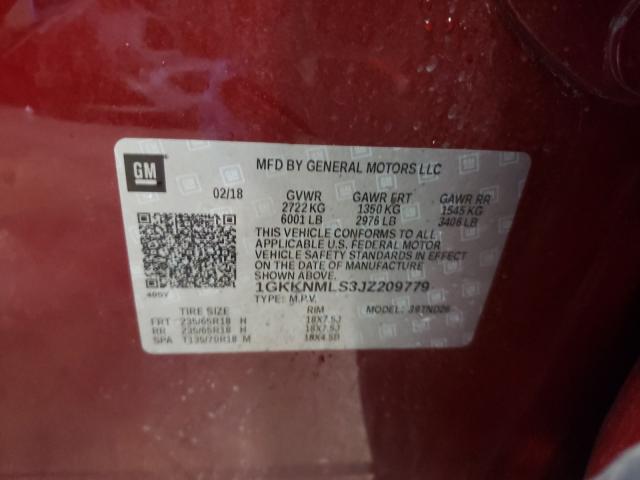 GM
MFD BY GENERAL MOTORS LLC
02/18 GVWR GAWR FRT GAWR RR
2722 KG 1350 KG 1545 KG
6001 LB 2976 LB 3406 LB
THIS VEHICLE CONFORMS TO ALL
APPLICABLE U.S. FEDERAL MOTOR
VEHICLE SAFETY STANDARDS IN
EFFECT ON THE DATE OF MANUFACTURE
SHOWN ABOVE.
1GKKNMLS3JZ209779
TYPE: M.P.V. MODEL:
TIRE SIZE RIM
FRT 235/65R18 H 18X7.5J
RR 235/65R18 H 18X7.5J
SPA T135/70R18 M 18X4.5B